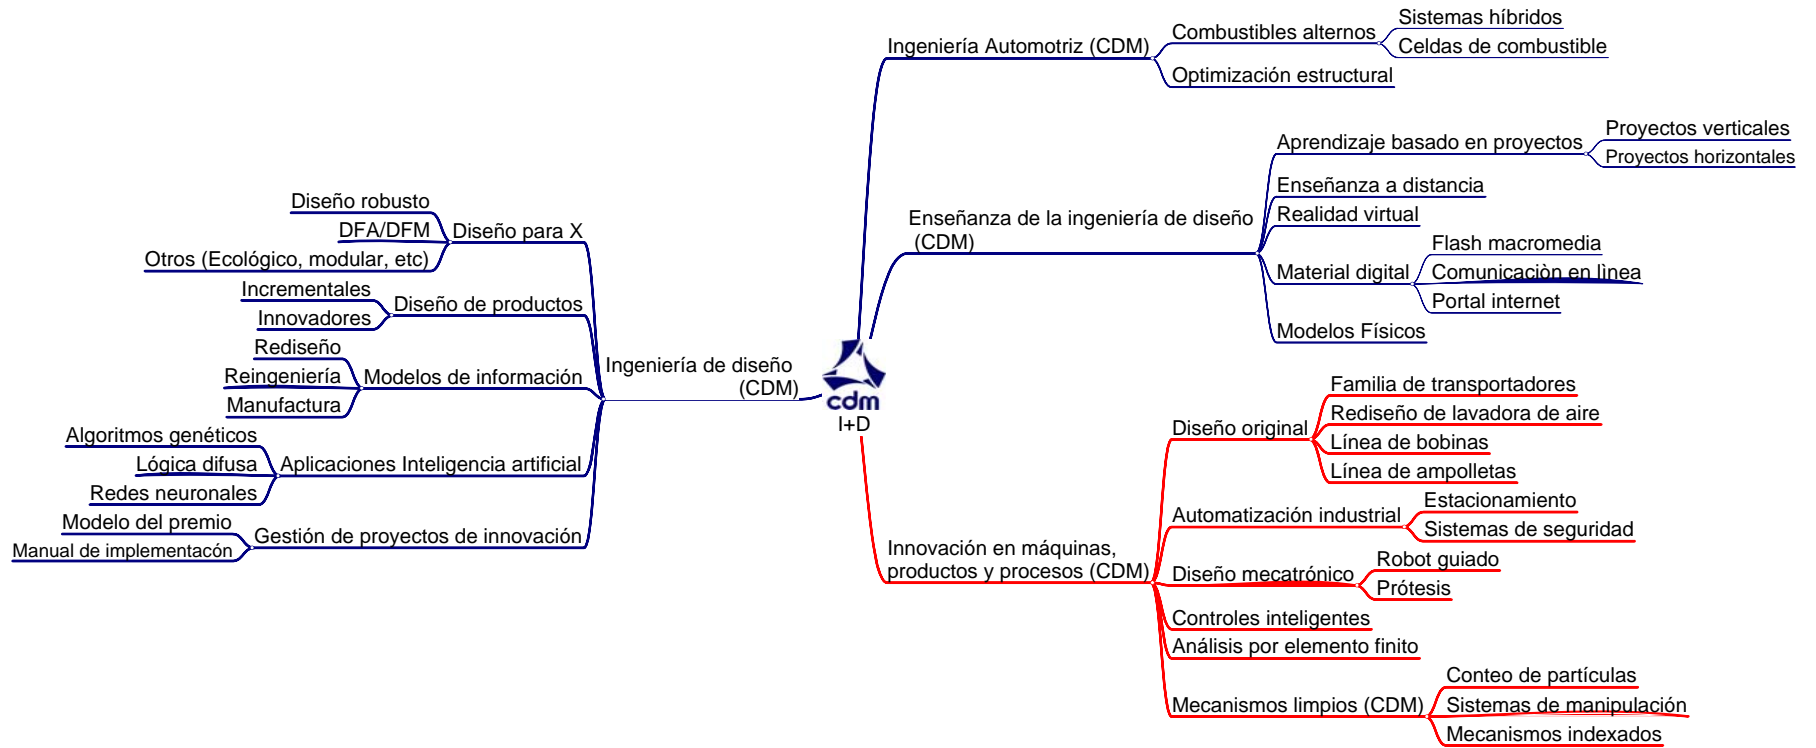 Diseño robusto
DFA/DFM
Otros (Ecológico, modular, etc)
Diseño para X
Incrementales
Innovadores
Diseño de productos
Rediseño
Reingeniería
Manufactura
Modelos de información
Algoritmos genéticos
Lógica difusa
Redes neuronales
Aplicaciones Inteligencia artificial
Modelo del premio
Manual de implementacón
Gestión de proyectos de innovación
Ingeniería de diseño
(CDM)
cdm
I+D
Ingeniería Automotriz (CDM)
Combustibles alternos
Sistemas híbridos
Celdas de combustible
Optimización estructural
Enseñanza de la ingeniería de diseño
(CDM)
Aprendizaje basado en proyectos
Proyectos verticales
Proyectos horizontales
Enseñanza a distancia
Realidad virtual
Material digital
Flash macromedia
Comunicaciòn en lìnea
Portal internet
Modelos Físicos
Innovación en máquinas,
productos y procesos (CDM)
Diseño original
Familia de transportadores
Rediseño de lavadora de aire
Línea de bobinas
Línea de ampolletas
Automatización industrial
Estacionamiento
Sistemas de seguridad
Diseño mecatrónico
Robot guiado
Prótesis
Controles inteligentes
Análisis por elemento finito
Mecanismos limpios (CDM)
Conteo de partículas
Sistemas de manipulación
Mecanismos indexados